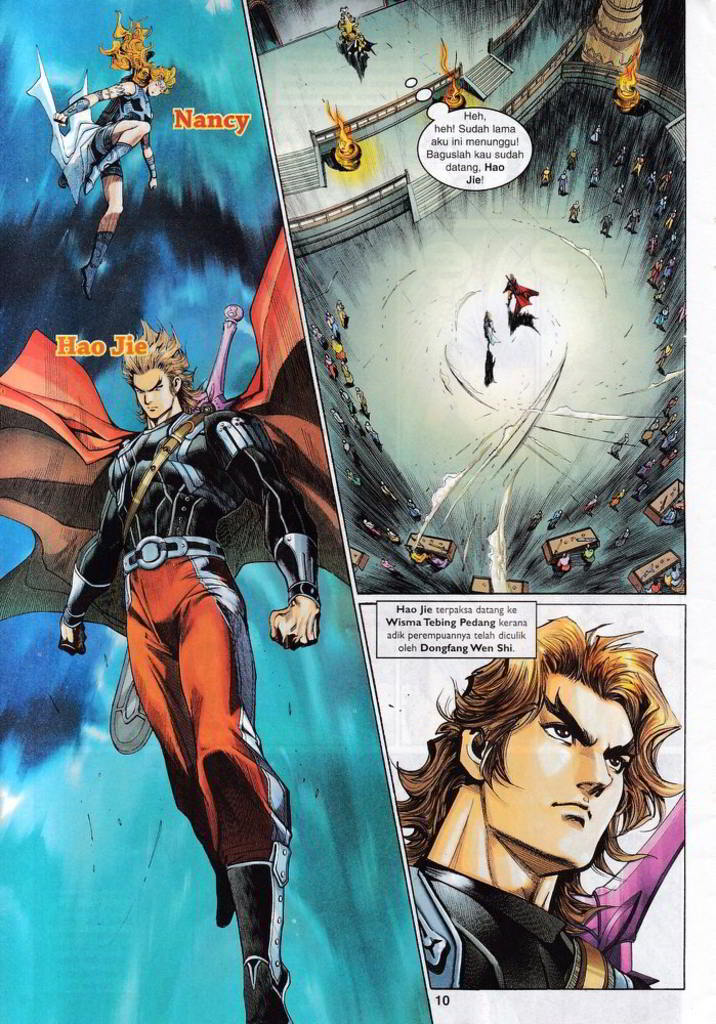 Nancy
Hao Jie
Heh,
heh! Sudah lama
aku ini menunggu!
Baguslah kau sudah
datang, Hao
Jie!
Hao Jie terpaksa datang ke
Wisma Tebing Pedang kerana
adik perempuannya telah diculik
oleh Dongfang Wen Shi.
10